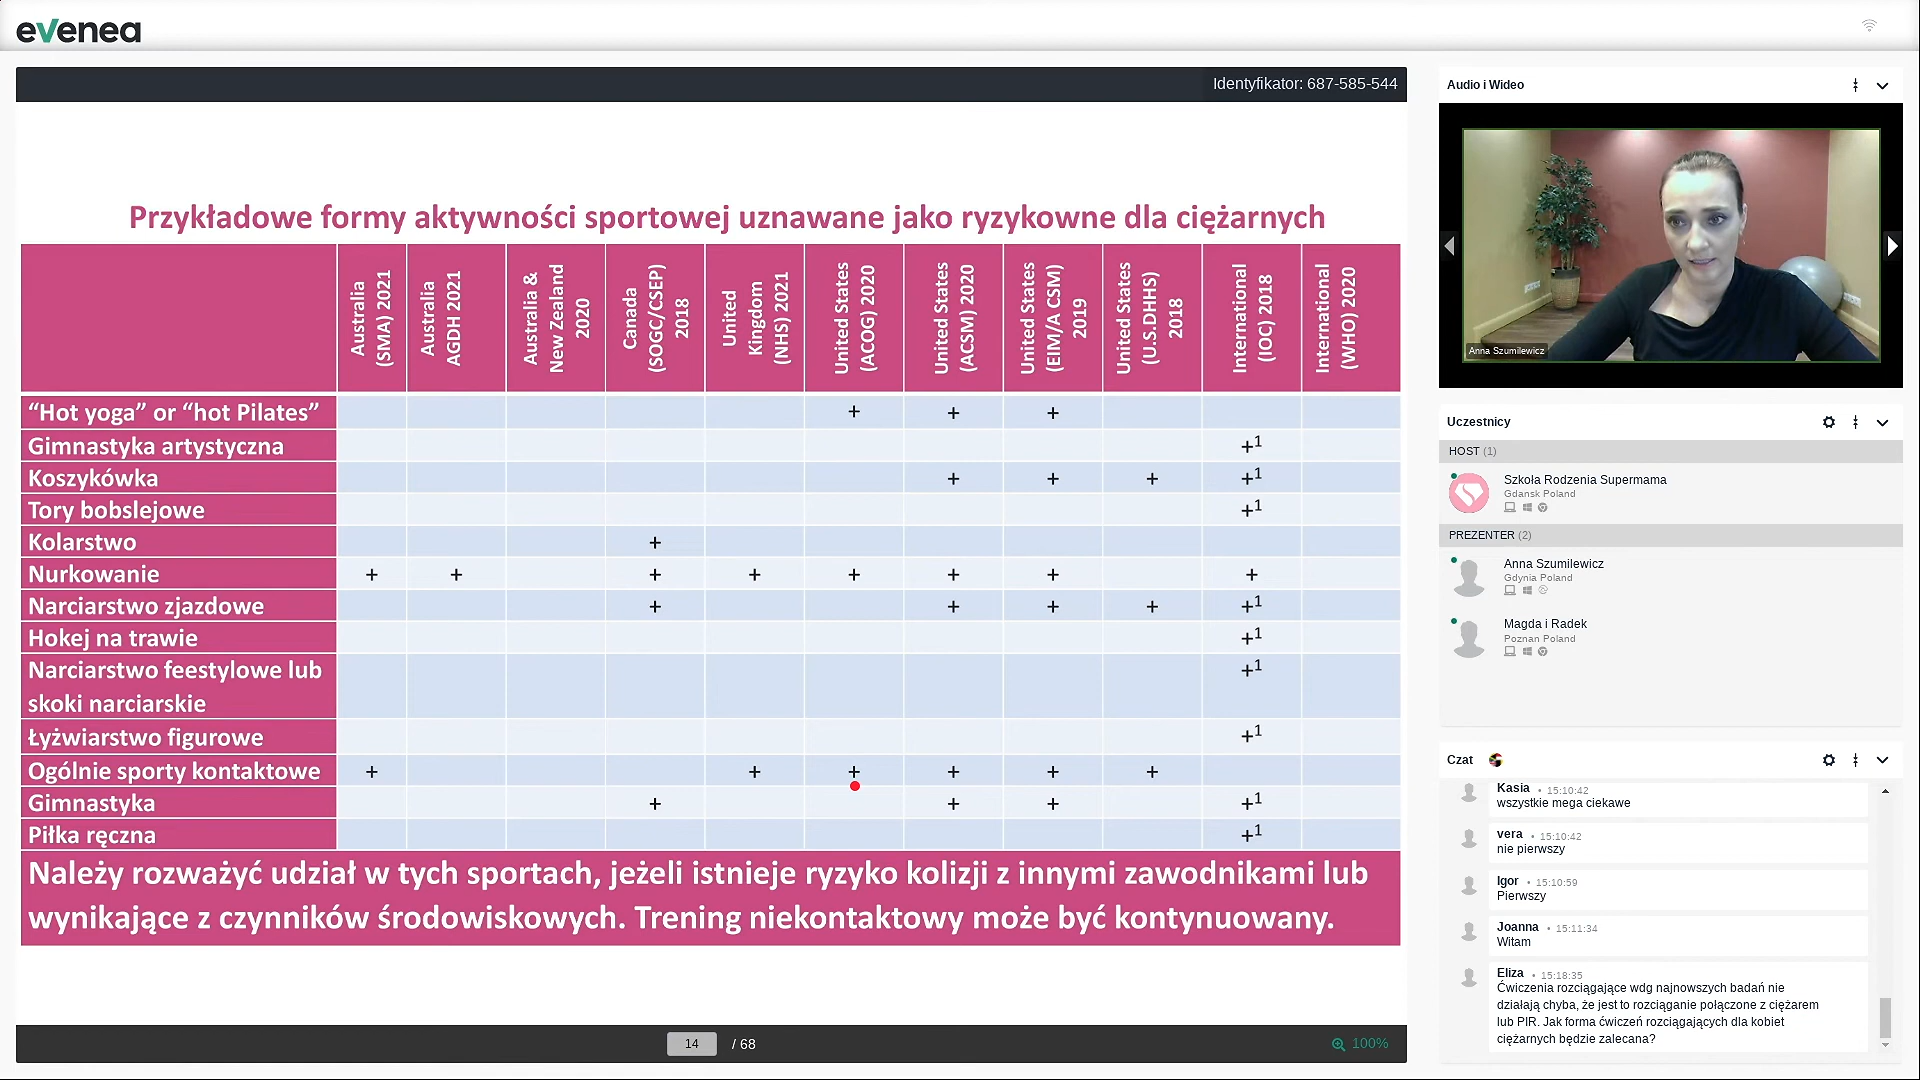 evenea
Identyfikator: 687-585-544
Przykładowe formy aktywności sportowej uznawane jako ryzykowne dla ciężarnych
Australia (SMA) 2021
Australia AGDH 2021
Australia & New Zealand 2020
Canada (SOGC/CSEP) 2018
United Kingdom (NHS) 2021
United States (ACOG) 2020
United States (ACSM) 2020
United States (EIM/A CSM) 2019
United States (U.S.DHHS) 2018
International (IOC) 2018
International (WHO) 2020
“Hot yoga” or “hot Pilates” + + +
Gimnastyka artystyczna +1
Koszykówka + + + +1
Tory bobslejowe +1
Kolarstwo +
Nurkowanie + + + + + + + +
Narciarstwo zjazdowe + + + + +1
Hokej na trawie +1
Narciarstwo feestylowe lub +1
skoki narciarskie
Łyżwiarstwo figurowe +1
Ogólnie sporty kontaktowe + + + + + +
Gimnastyka + + + +1
Piłka ręczna +1
Należy rozważyć udział w tych sportach, jeżeli istnieje ryzyko kolizji z innymi zawodnikami lub
wynikające z czynników środowiskowych. Trening niekontaktowy może być kontynuowany.
14 / 68
100%
Audio i Wideo
Anna Szumilewicz
Uczestnicy
HOST (1)
Szkoła Rodzenia Supermama
Gdansk Poland
PREZENTER (2)
Anna Szumilewicz
Gdynia Poland
Magda i Radek
Poznan Poland
Czat
Kasia • 15:10:42
wszystkie mega ciekawe
vera • 15:10:42
nie pierwszy
Igor • 15:10:59
Pierwszy
Joanna • 15:11:34
Witam
Eliza • 15:18:35
Ćwiczenia rozciągające wdg najnowszych badań nie
działają chyba, że jest to rozciąganie połączone z ciężarem
lub PIR. Jak forma ćwiczeń rozciągających dla kobiet
ciężarnych będzie zalecana?